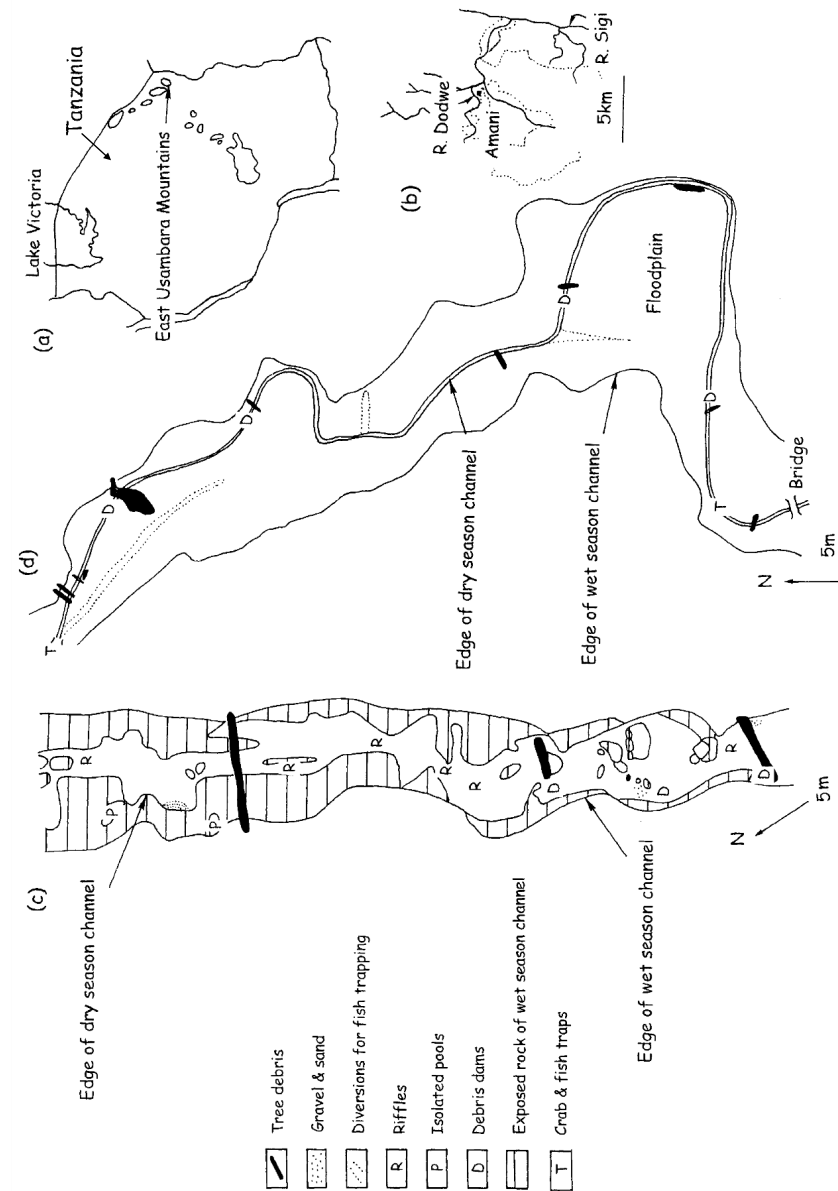 (a)
Lake Victoria
Tanzania
East Usambara Mountains
(b)
R. Dodwe
Amani
R. Sigi
5km
(c)
Edge of dry season channel
P
P
R
R
R
R
R
D
D
R
D
Edge of wet season channel
N
5m
(d)
T
D
D
D
D
T
Floodplain
Bridge
Edge of dry season channel
Edge of wet season channel
N
5m
Tree debris
Gravel & sand
Diversions for fish trapping
R Riffles
P Isolated pools
D Debris dams
Exposed rock of wet season channel
T Crab & fish traps